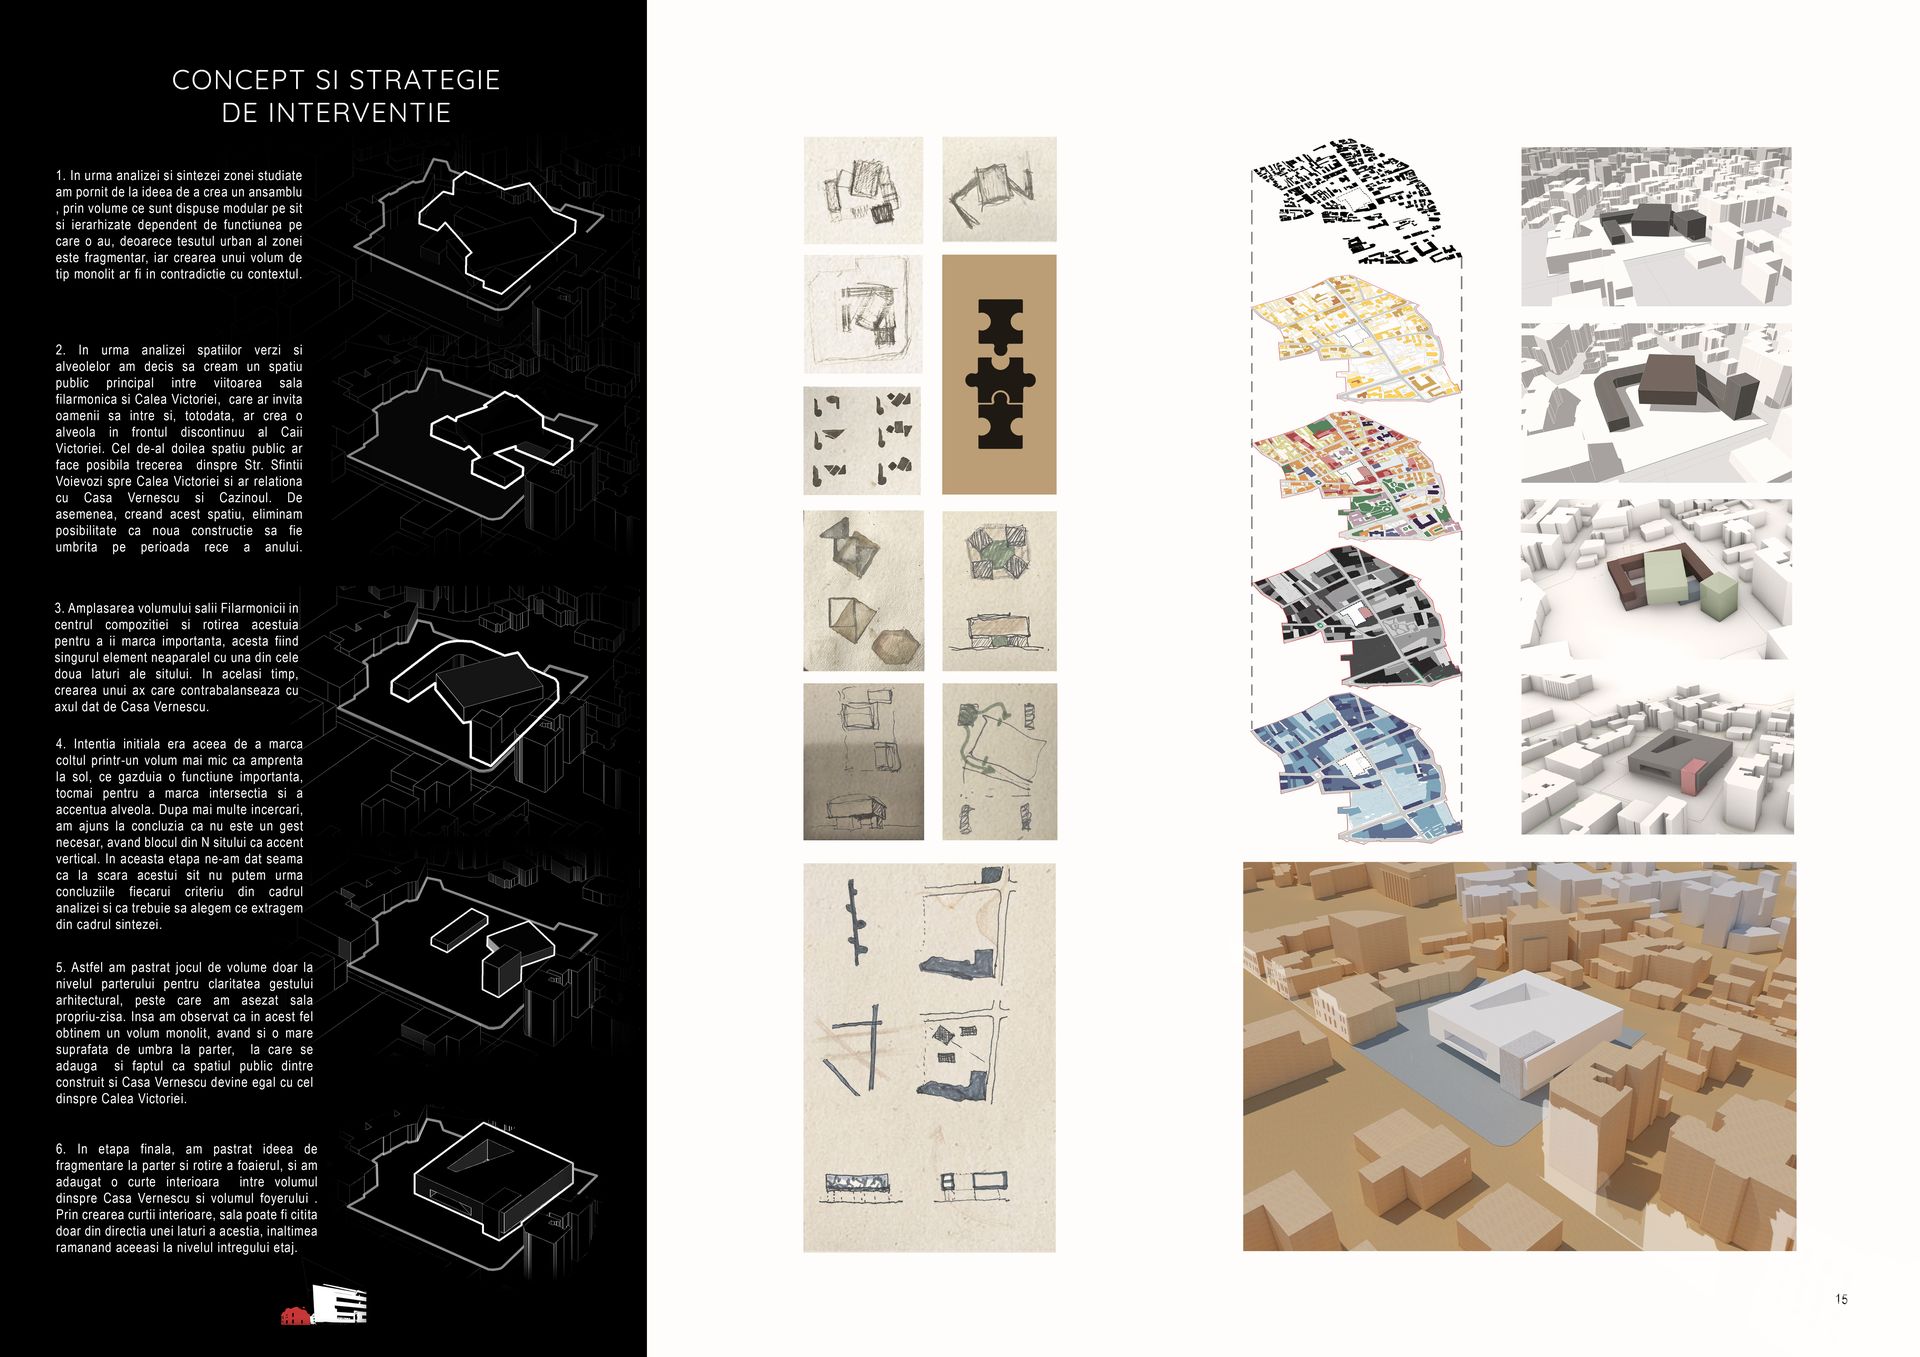 CONCEPT SI STRATEGIE
DE INTERVENTIE
1. In urma analizei si sintezei zonei studiate
am pornit de la ideea de a crea un ansamblu
, prin volume ce sunt dispuse modular pe sit
si ierarhizate dependent de functiunea pe
care o au, deoarece tesutul urban al zonei
este fragmentar, iar crearea unui volum de
tip monolit ar fi in contradictie cu contextul.
2. In urma analizei spatiilor verzi si
alveolelor am decis sa cream un spatiu
public principal intre viitoarea sala
filarmonica si Calea Victoriei, care ar invita
oamenii sa intre si, totodata, ar crea o
alveola in frontul discontinuu al Caii
Victoriei. Cel de-al doilea spatiu public ar
face posibila trecerea dinspre Str. Sfintii
Voievozi spre Calea Victoriei si ar relationa
cu Casa Vernescu si Cazinoul. De
asemenea, creand acest spatiu, eliminam
posibilitate ca noua constructie sa fie
umbrita pe perioada rece a anului.
3. Amplasarea volumului salii Filarmonicii in
centrul compozitiei si rotirea acestuia
pentru a ii marca importanta, acesta fiind
singurul element neaparalel cu una din cele
doua laturi ale sitului. In acelasi timp,
crearea unui ax care contrabalanseaza cu
axul dat de Casa Vernescu.
4. Intentia initiala era aceea de a marca
coltul printr-un volum mai mic ca amprenta
la sol, ce gazduia o functiune importanta,
tocmai pentru a marca intersectia si a
accentua alveola. Dupa mai multe incercari,
am ajuns la concluzia ca nu este un gest
necesar, avand blocul din N sitului ca accent
vertical. In aceasta etapa ne-am dat seama
ca la scara acestui sit nu putem urma
concluziile fiecarui criteriu din cadrul
analizei si ca trebuie sa alegem ce extragem
din cadrul sintezei.
5. Astfel am pastrat jocul de volume doar la
nivelul parterului pentru claritatea gestului
arhitectural, peste care am asezat sala
propriu-zisa. Insa am observat ca in acest fel
obtinem un volum monolit, avand si o mare
suprafata de umbra la parter, la care se
adauga si faptul ca spatiul public dintre
construit si Casa Vernescu devine egal cu cel
dinspre Calea Victoriei.
6. In etapa finala, am pastrat ideea de
fragmentare la parter si rotire a foaierul, si am
adaugat o curte interioara intre volumul
dinspre Casa Vernescu si volumul foyerului .
Prin crearea curtii interioare, sala poate fi citita
doar din directia unei laturi a acestia, inaltimea
ramanand aceeasi la nivelul intregului etaj.
15